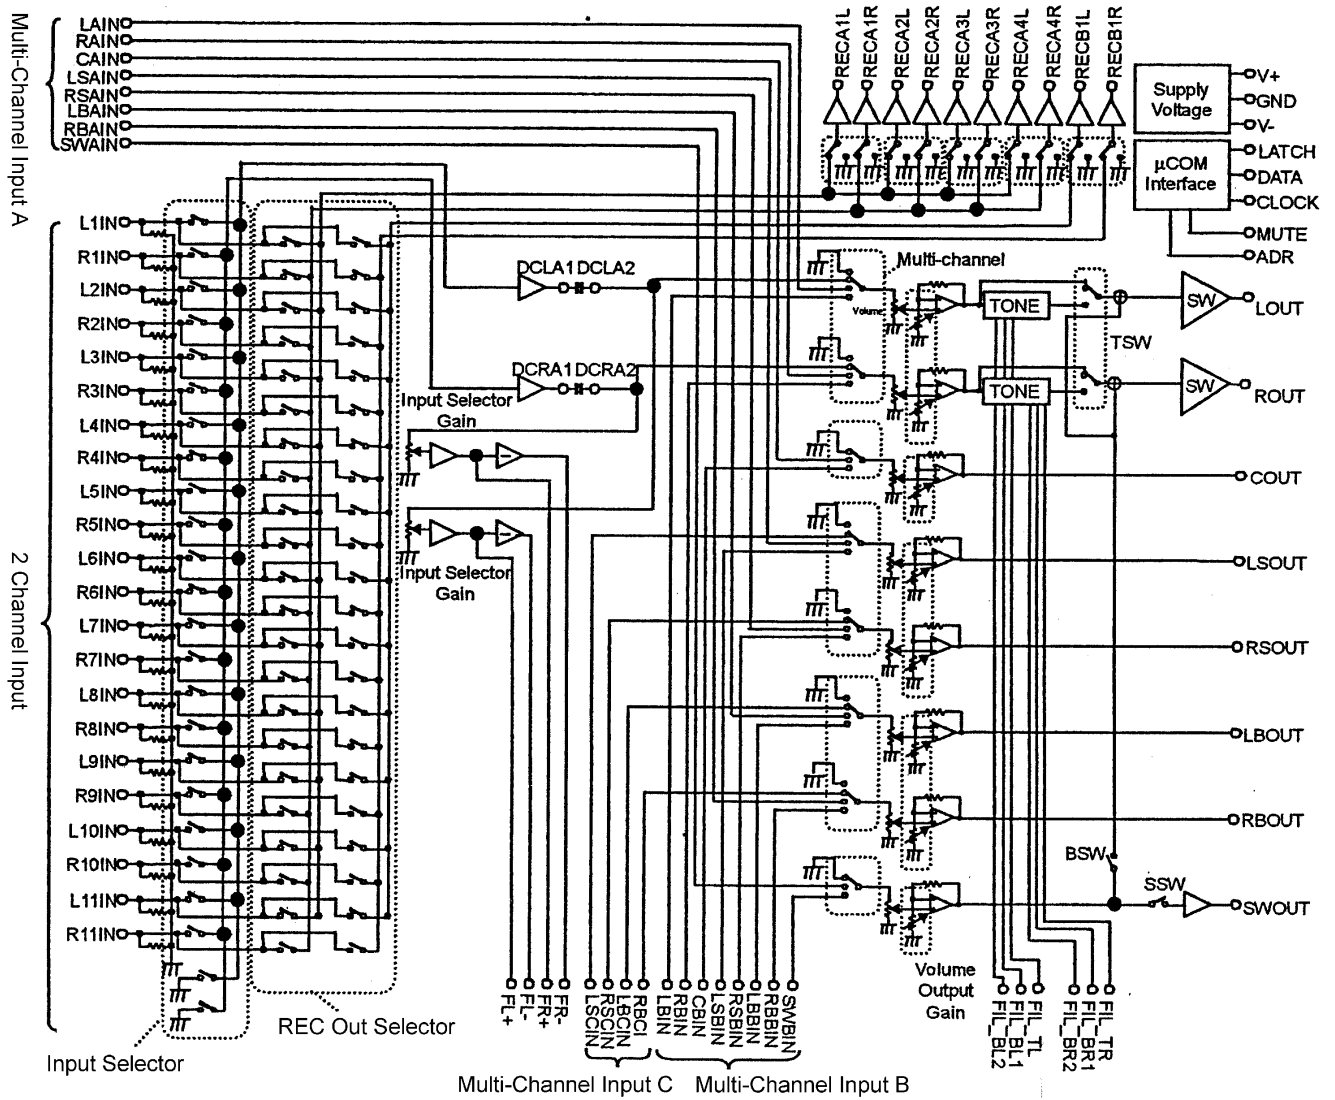 Multi-Channel Input A
LAIN
RAIN
CAIN
LSAIN
RSAIN
LBAIN
RBAIN
SWAIN
RECA1L
RECA1R
RECA2L
RECA2R
RECA3L
RECA3R
RECA4L
RECA4R
RECB1L
RECB1R
Supply
Voltage
V+
GND
V-
µCOM
Interface
LATCH
DATA
CLOCK
MUTE
ADR
2 Channel Input
L1IN
R1IN
L2IN
R2IN
L3IN
R3IN
L4IN
R4IN
L5IN
R5IN
L6IN
R6IN
L7IN
R7IN
L8IN
R8IN
L9IN
R9IN
L10IN
R10IN
L11IN
R11IN
Input Selector
REC Out Selector
DCLA1 DCLA2
DCRA1 DCRA2
Input Selector
Gain
Input Selector
Gain
Multi-channel
Volume
TONE
TONE
TSW
SW
SW
LOUT
ROUT
COUT
LSOUT
RSOUT
LBOUT
RBOUT
BSW
SSW
SWOUT
Volume
Output
Gain
FL+
FL-
FR+
FR-
LSCIN
RSCIN
LBCIN
RBCI
LBIN
RBIN
CBIN
LSBIN
RSBIN
LBBIN
RBBIN
SWBIN
FIL_BL2
FIL_BL1
FIL_TL
FIL_BR2
FIL_BR1
FIL_TR
Multi-Channel Input C
Multi-Channel Input B